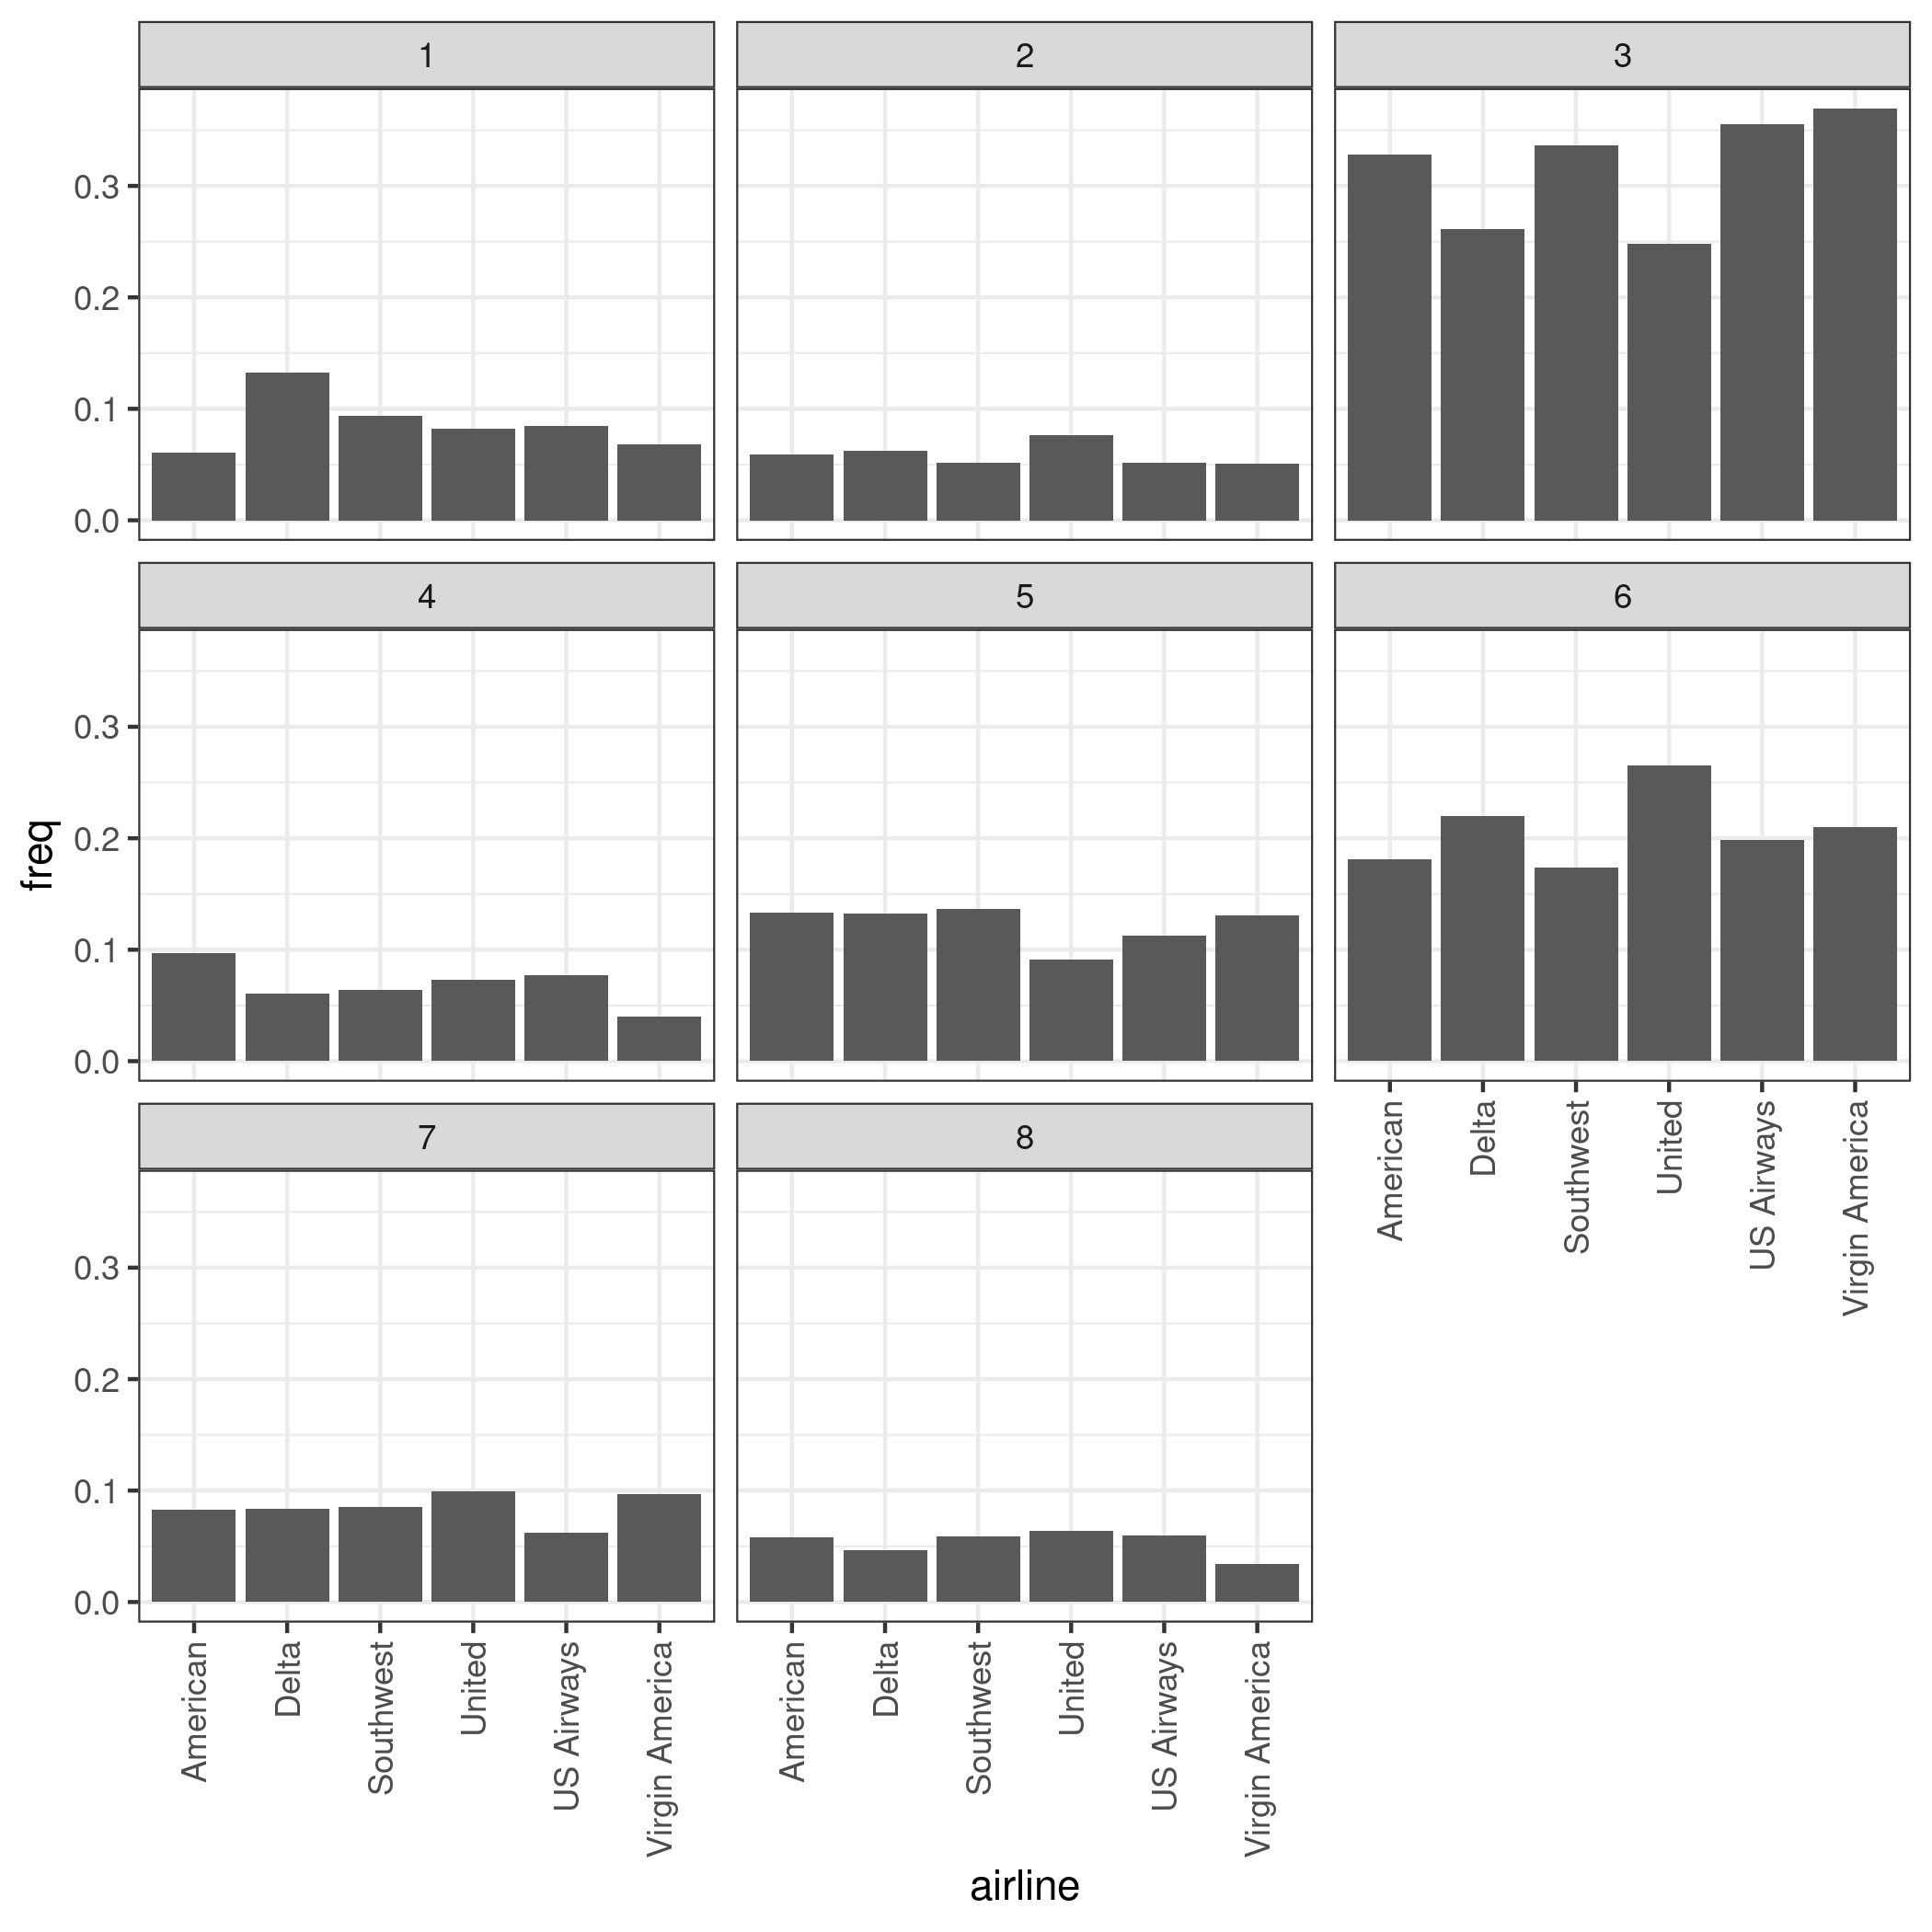 1
2
3
0.3
0.2
0.1
0.0
4
5
6
0.3
0.2
0.1
0.0
American
Delta
Southwest
United
US Airways
Virgin America
7
8
0.3
0.2
0.1
0.0
American
Delta
Southwest
United
US Airways
Virgin America
American
Delta
Southwest
United
US Airways
Virgin America
freq
airline